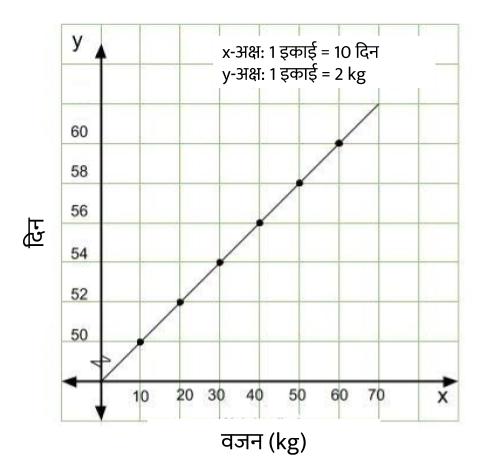 y
x-अक्ष: 1 इकाई = 10 दिन
y-अक्ष: 1 इकाई = 2 kg
60
58
56
54
52
50
दिन
10 20 30 40 50 60 70 x
वजन (kg)